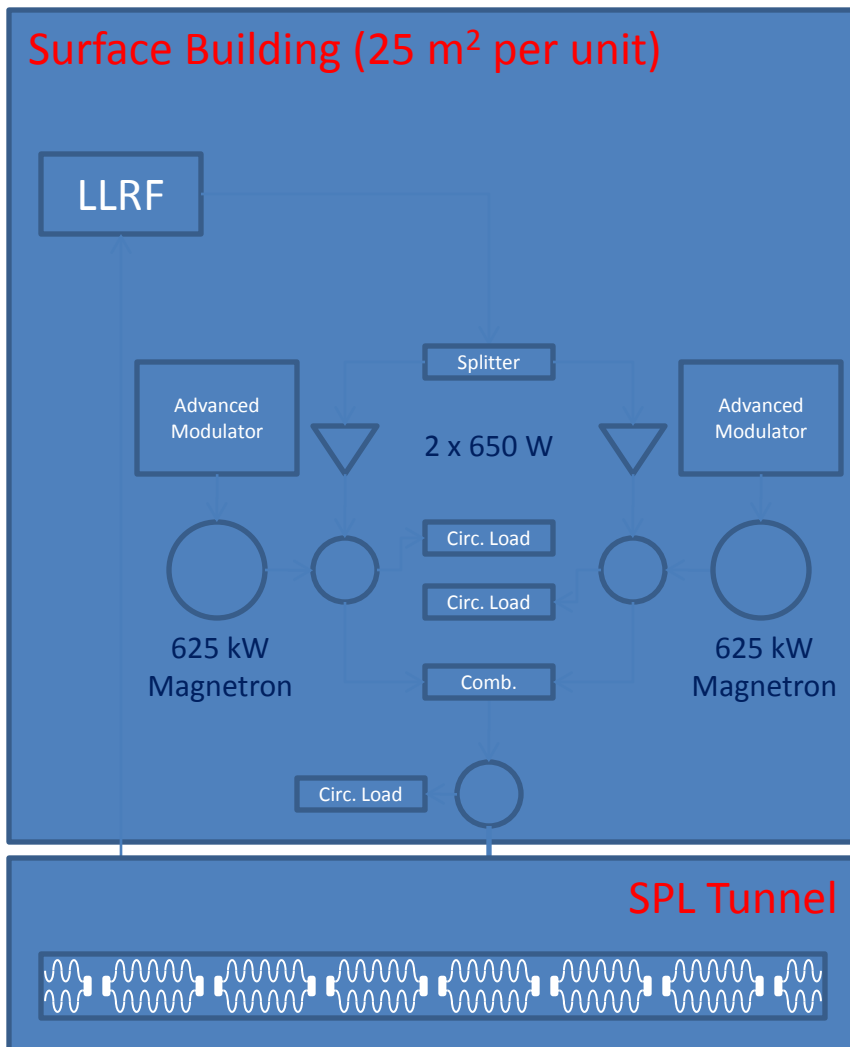 Surface Building (25 m² per unit)
LLRF
Splitter
Advanced
Modulator
2 x 650 W
Advanced
Modulator
Circ. Load
Circ. Load
625 kW
Magnetron
625 kW
Magnetron
Comb.
Circ. Load
SPL Tunnel